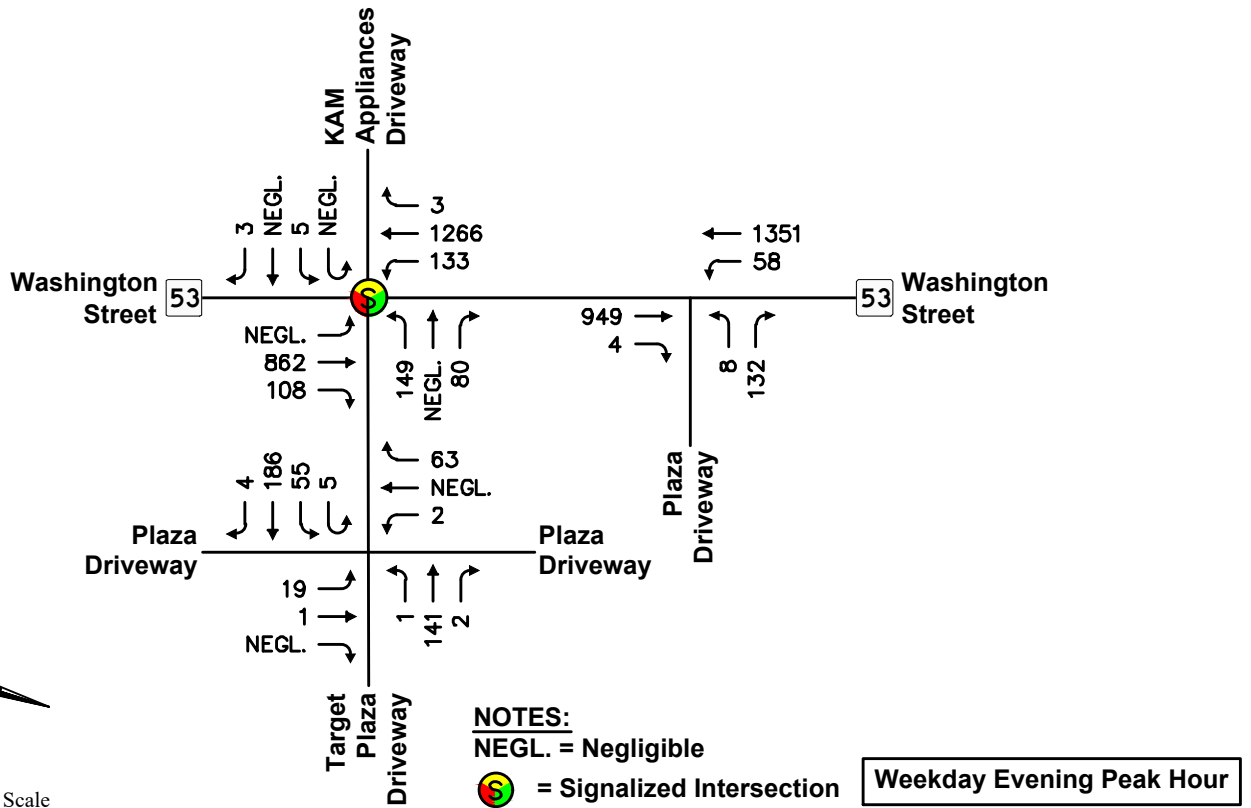 KAM
Appliances
Driveway
3
NEGL.
5
NEGL.
3
1266
133
1351
58
Washington
Street
53
S
53
Washington
Street
NEGL.
862
108
149
NEGL.
80
949
4
8
132
4
186
55
5
63
NEGL.
2
Plaza
Driveway
Plaza
Driveway
Plaza
Driveway
19
1
NEGL.
1
141
2
Target
Plaza
Driveway
NOTES:
NEGL. = Negligible
S = Signalized Intersection
Weekday Evening Peak Hour
Scale